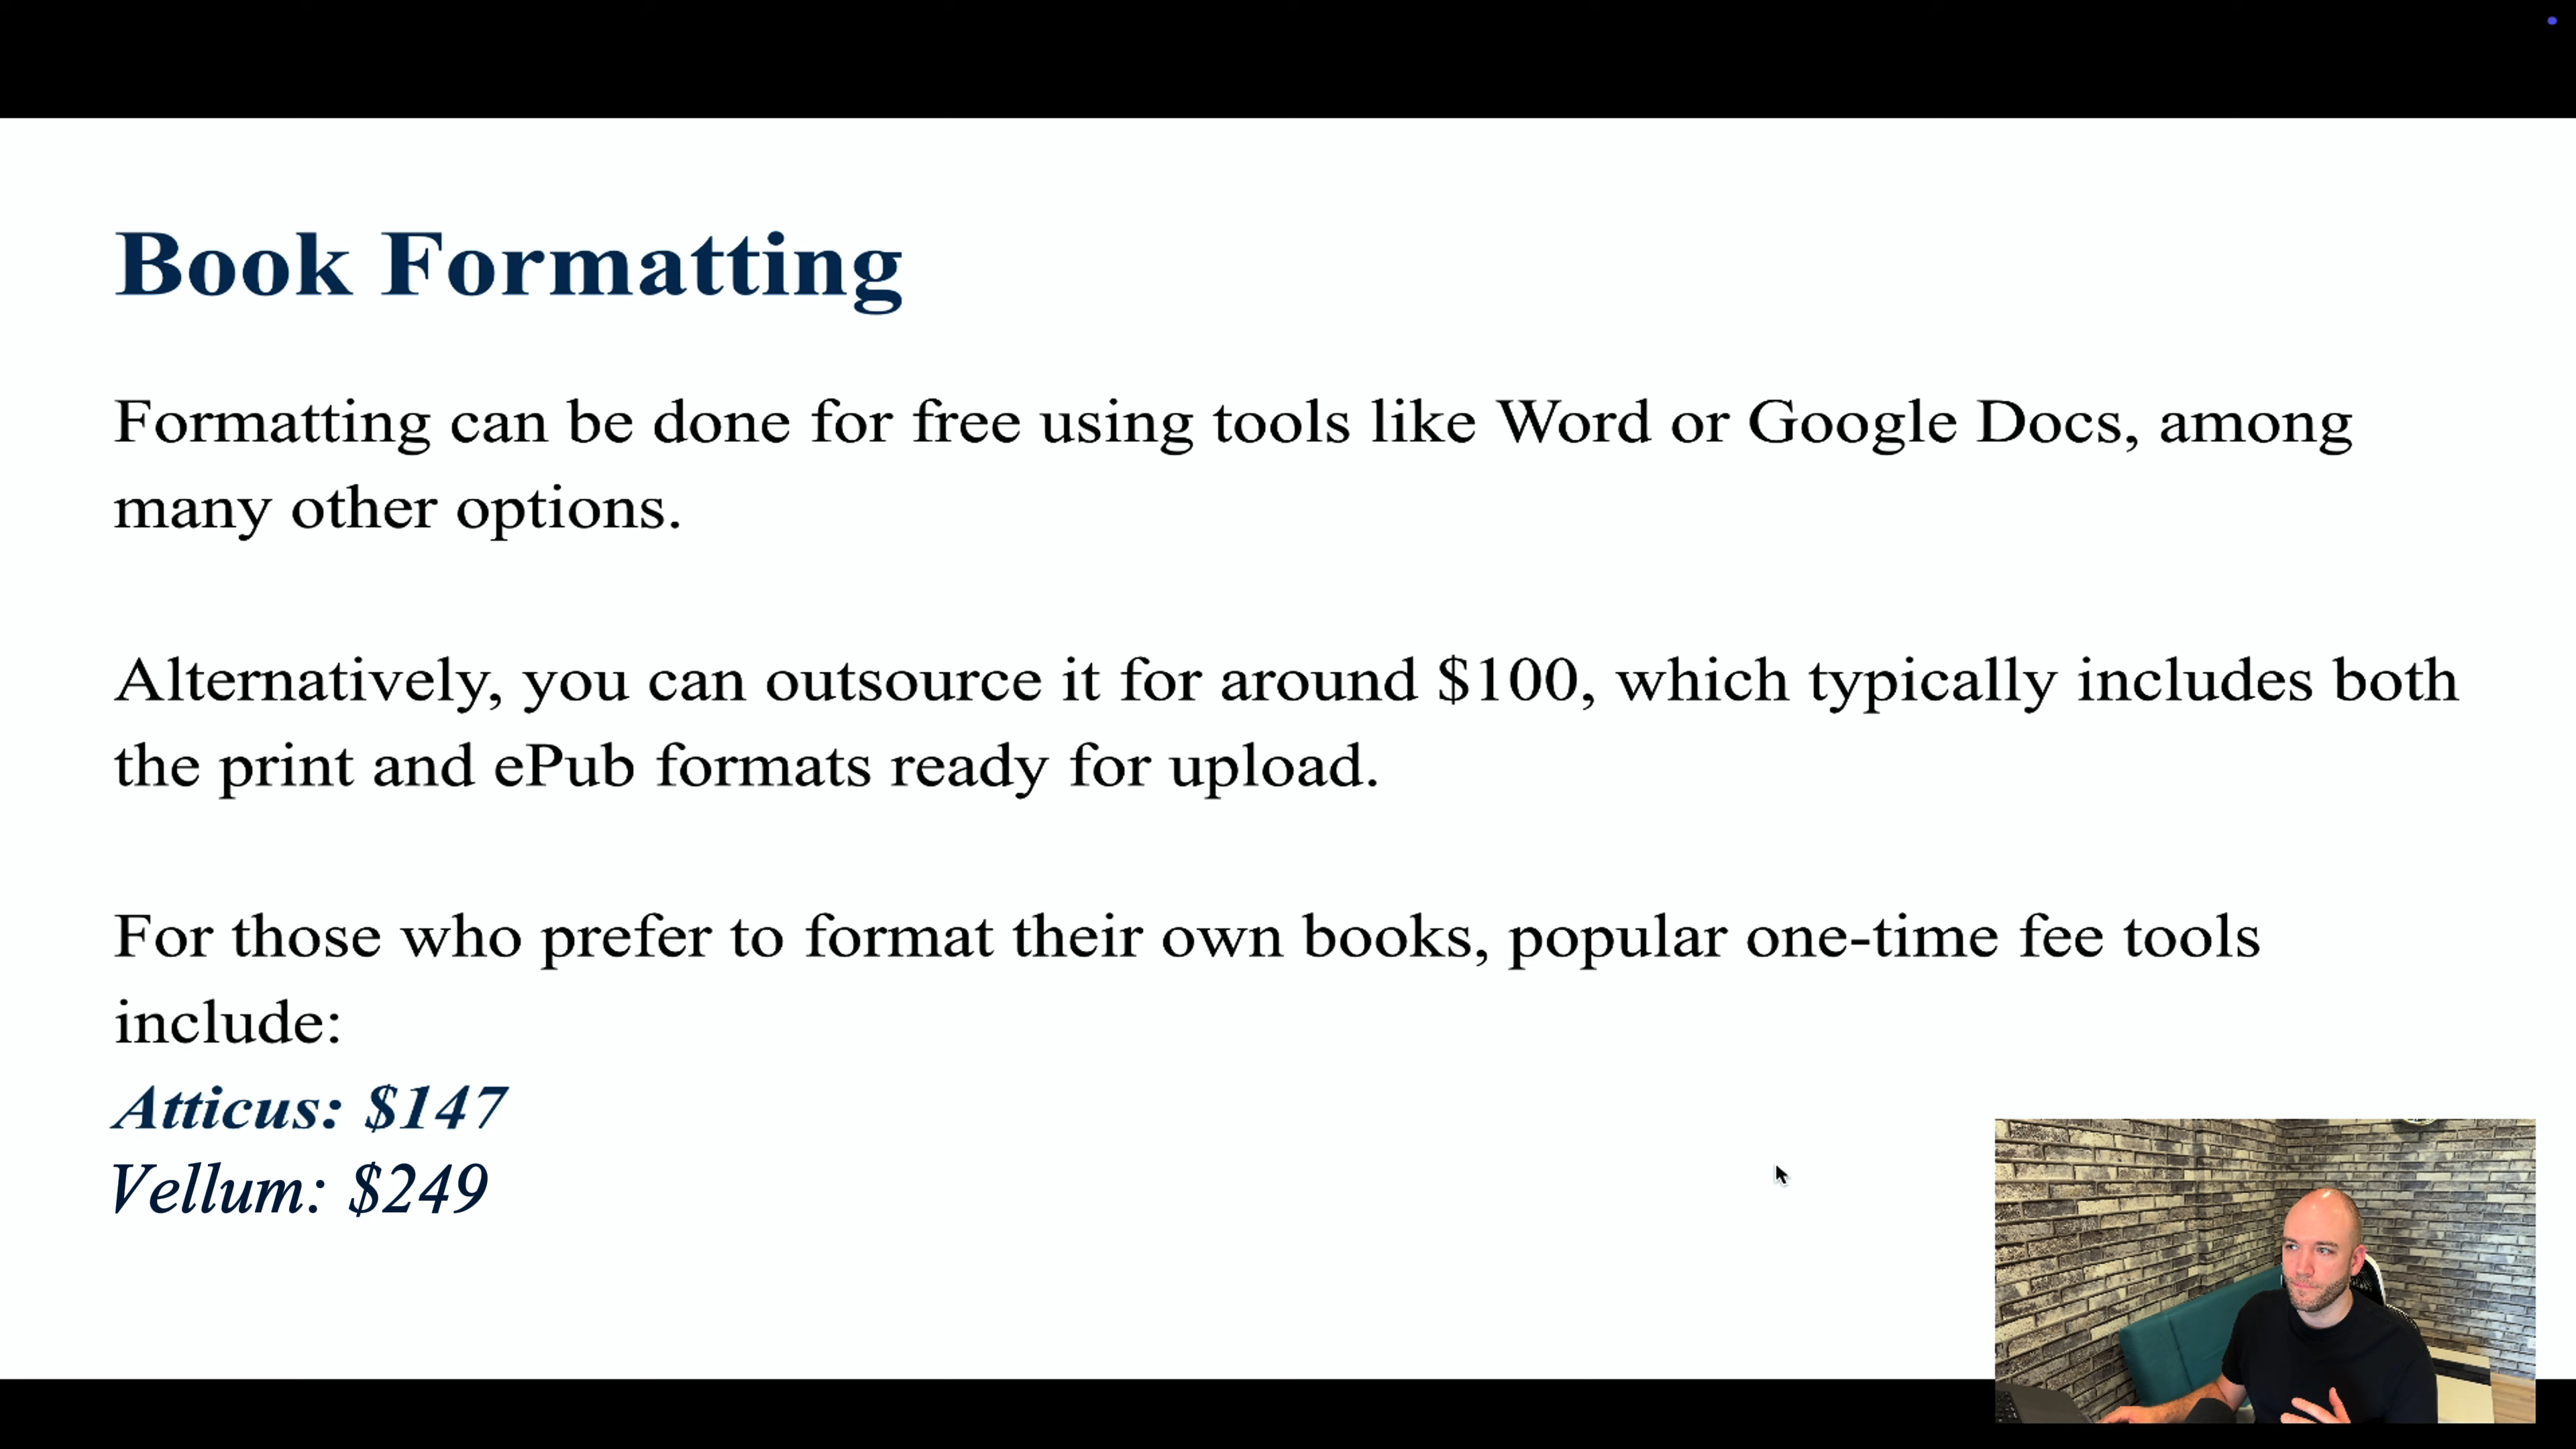 Book Formatting
Formatting can be done for free using tools like Word or Google Docs, among
many other options.
Alternatively, you can outsource it for around $100, which typically includes both
the print and ePub formats ready for upload.
For those who prefer to format their own books, popular one-time fee tools
include:
Atticus: $147
Vellum: $249